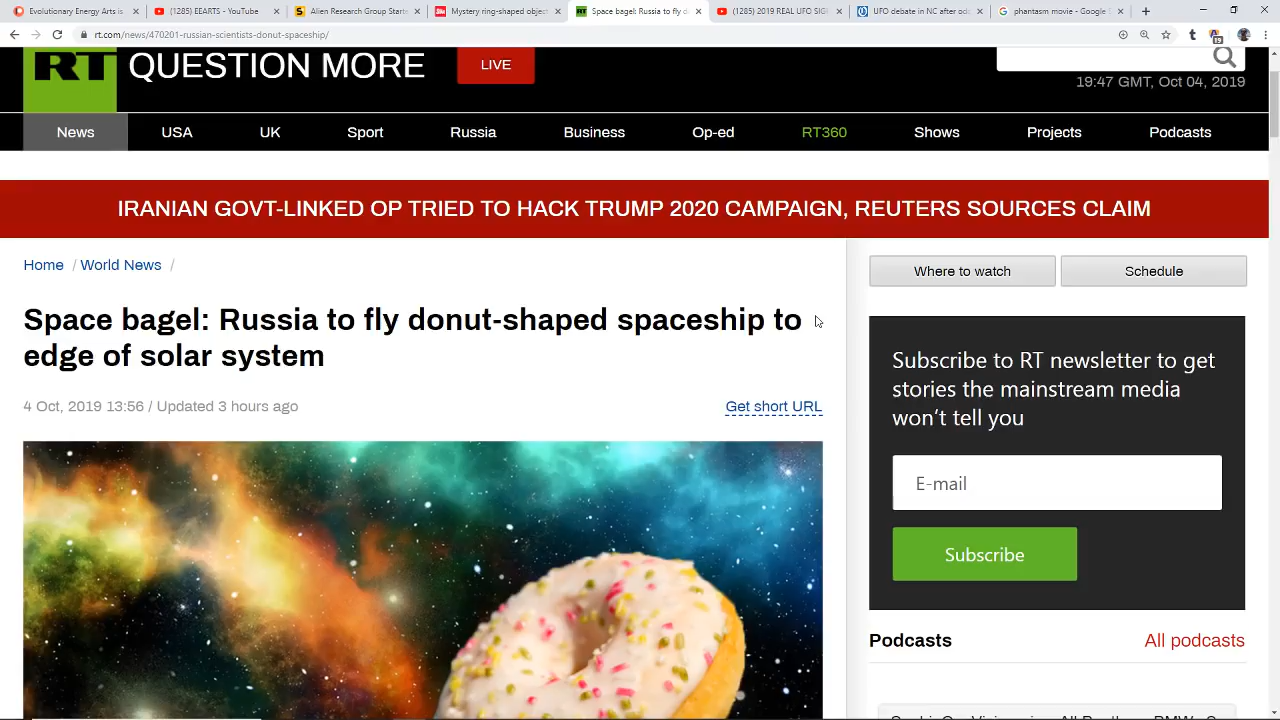 Evolutionary Energy Arts is
(1285) EEARTS - YouTube
Alien Research Group Starts
Mystery ring-shaped object
Space bagel: Russia to fly d
(1285) 2019 REAL UFO SIG
UFO debate in NC after od
phantasm movie - Google S
rt.com/news/470201-russian-scientists-donut-spaceship/
19
RT QUESTION MORE
LIVE
19:47 GMT, Oct 04, 2019
News USA UK Sport Russia Business Op-ed RT360 Shows Projects Podcasts
IRANIAN GOVT-LINKED OP TRIED TO HACK TRUMP 2020 CAMPAIGN, REUTERS SOURCES CLAIM
Home / World News /
Where to watch
Schedule
Space bagel: Russia to fly donut-shaped spaceship to
edge of solar system
4 Oct, 2019 13:56 / Updated 3 hours ago
Get short URL
Subscribe to RT newsletter to get
stories the mainstream media
won't tell you
E-mail
Subscribe
Podcasts
All podcasts